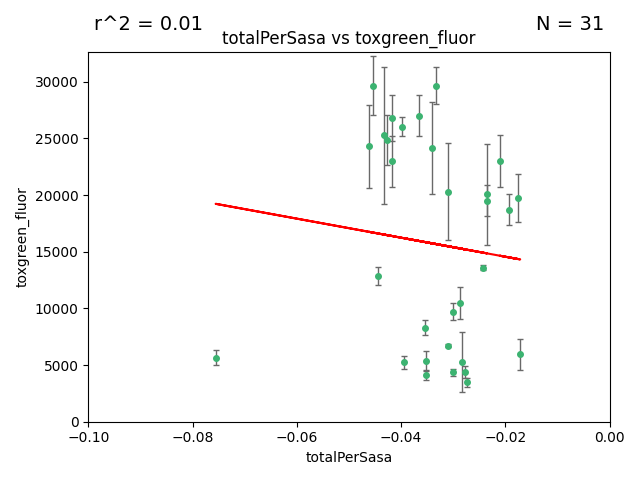 r^2 = 0.01
N = 31
totalPerSasa vs toxgreen_fluor
30000
25000
20000
15000
10000
5000
0
toxgreen_fluor
−0.10
−0.08
−0.06
−0.04
−0.02
0.00
totalPerSasa